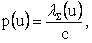 p(u) = λ_Σ(u) / c ,